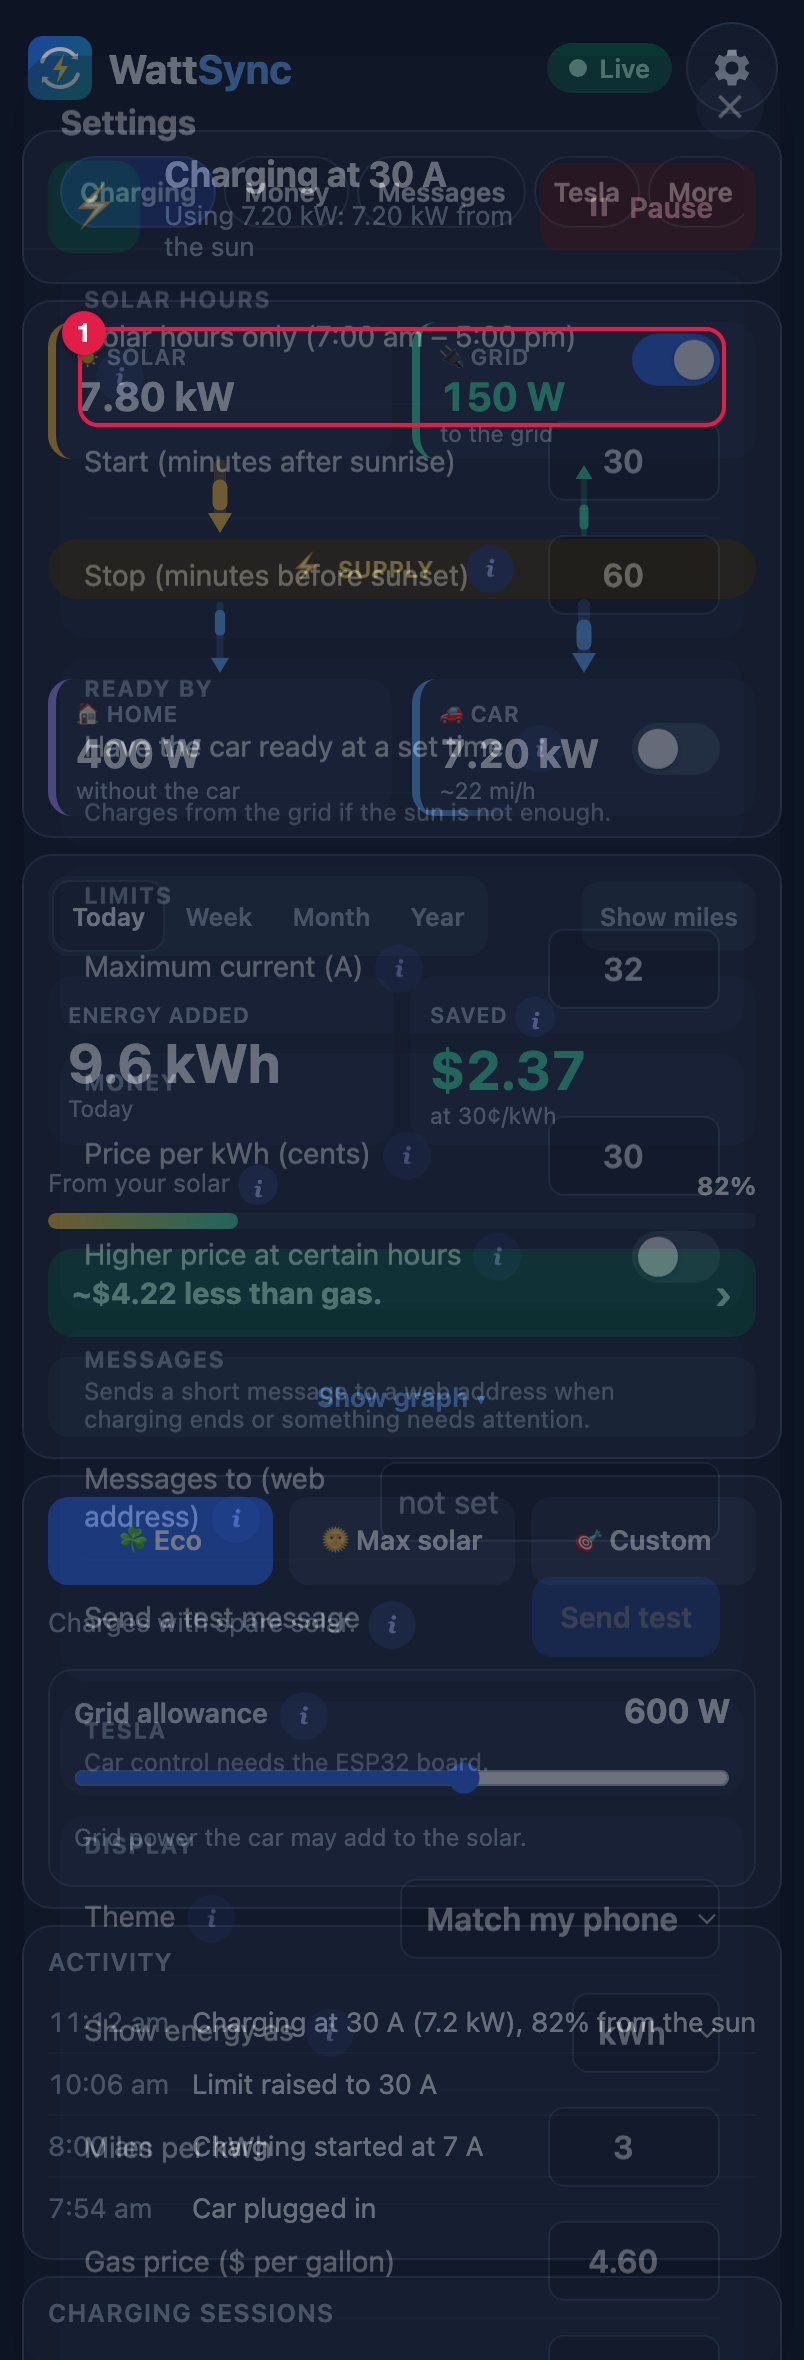 WattSync
Live
Settings
Charging
Money
Messages
Tesla
More
Charging at 30 A
Using 7.20 kW: 7.20 kW from
the sun
Pause
SOLAR HOURS
Solar hours only (7:00 am – 5:00 pm)
1
SOLAR
7.80 kW
GRID
150 W
to the grid
Start (minutes after sunrise)
30
SUPPLY
Stop (minutes before sunset)
60
READY BY
HOME
400 W
without the car
CAR
7.20 kW
~22 mi/h
Have the car ready at a set time
Charges from the grid if the sun is not enough.
LIMITS
Today
Week
Month
Year
Show miles
Maximum current (A)
32
ENERGY ADDED
9.6 kWh
Today
SAVED
$2.37
at 30¢/kWh
MONEY
Price per kWh (cents)
30
From your solar
82%
Higher price at certain hours
~$4.22 less than gas.
MESSAGES
Sends a short message to a web address when
charging ends or something needs attention.
Show graph
Messages to (web
address)
not set
Eco
Max solar
Custom
Charges with spare solar.
Send a test message
Send test
Grid allowance
600 W
TESLA
Car control needs the ESP32 board.
Grid power the car may add to the solar.
DISPLAY
Theme
Match my phone
ACTIVITY
11:12 am Charging at 30 A (7.2 kW), 82% from the sun
Show energy as
kWh
10:06 am Limit raised to 30 A
8:00 am Charging started at 7 A
Miles per kWh
3
7:54 am Car plugged in
Gas price ($ per gallon)
4.60
CHARGING SESSIONS